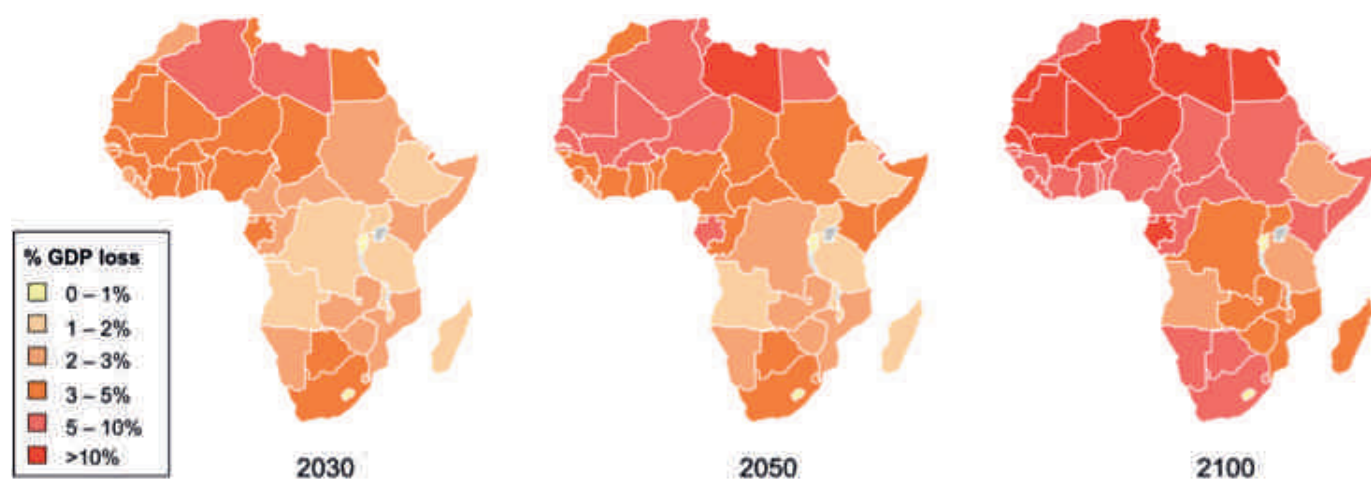 % GDP loss
0 – 1%
1 – 2%
2 – 3%
3 – 5%
5 – 10%
>10%
2030
2050
2100